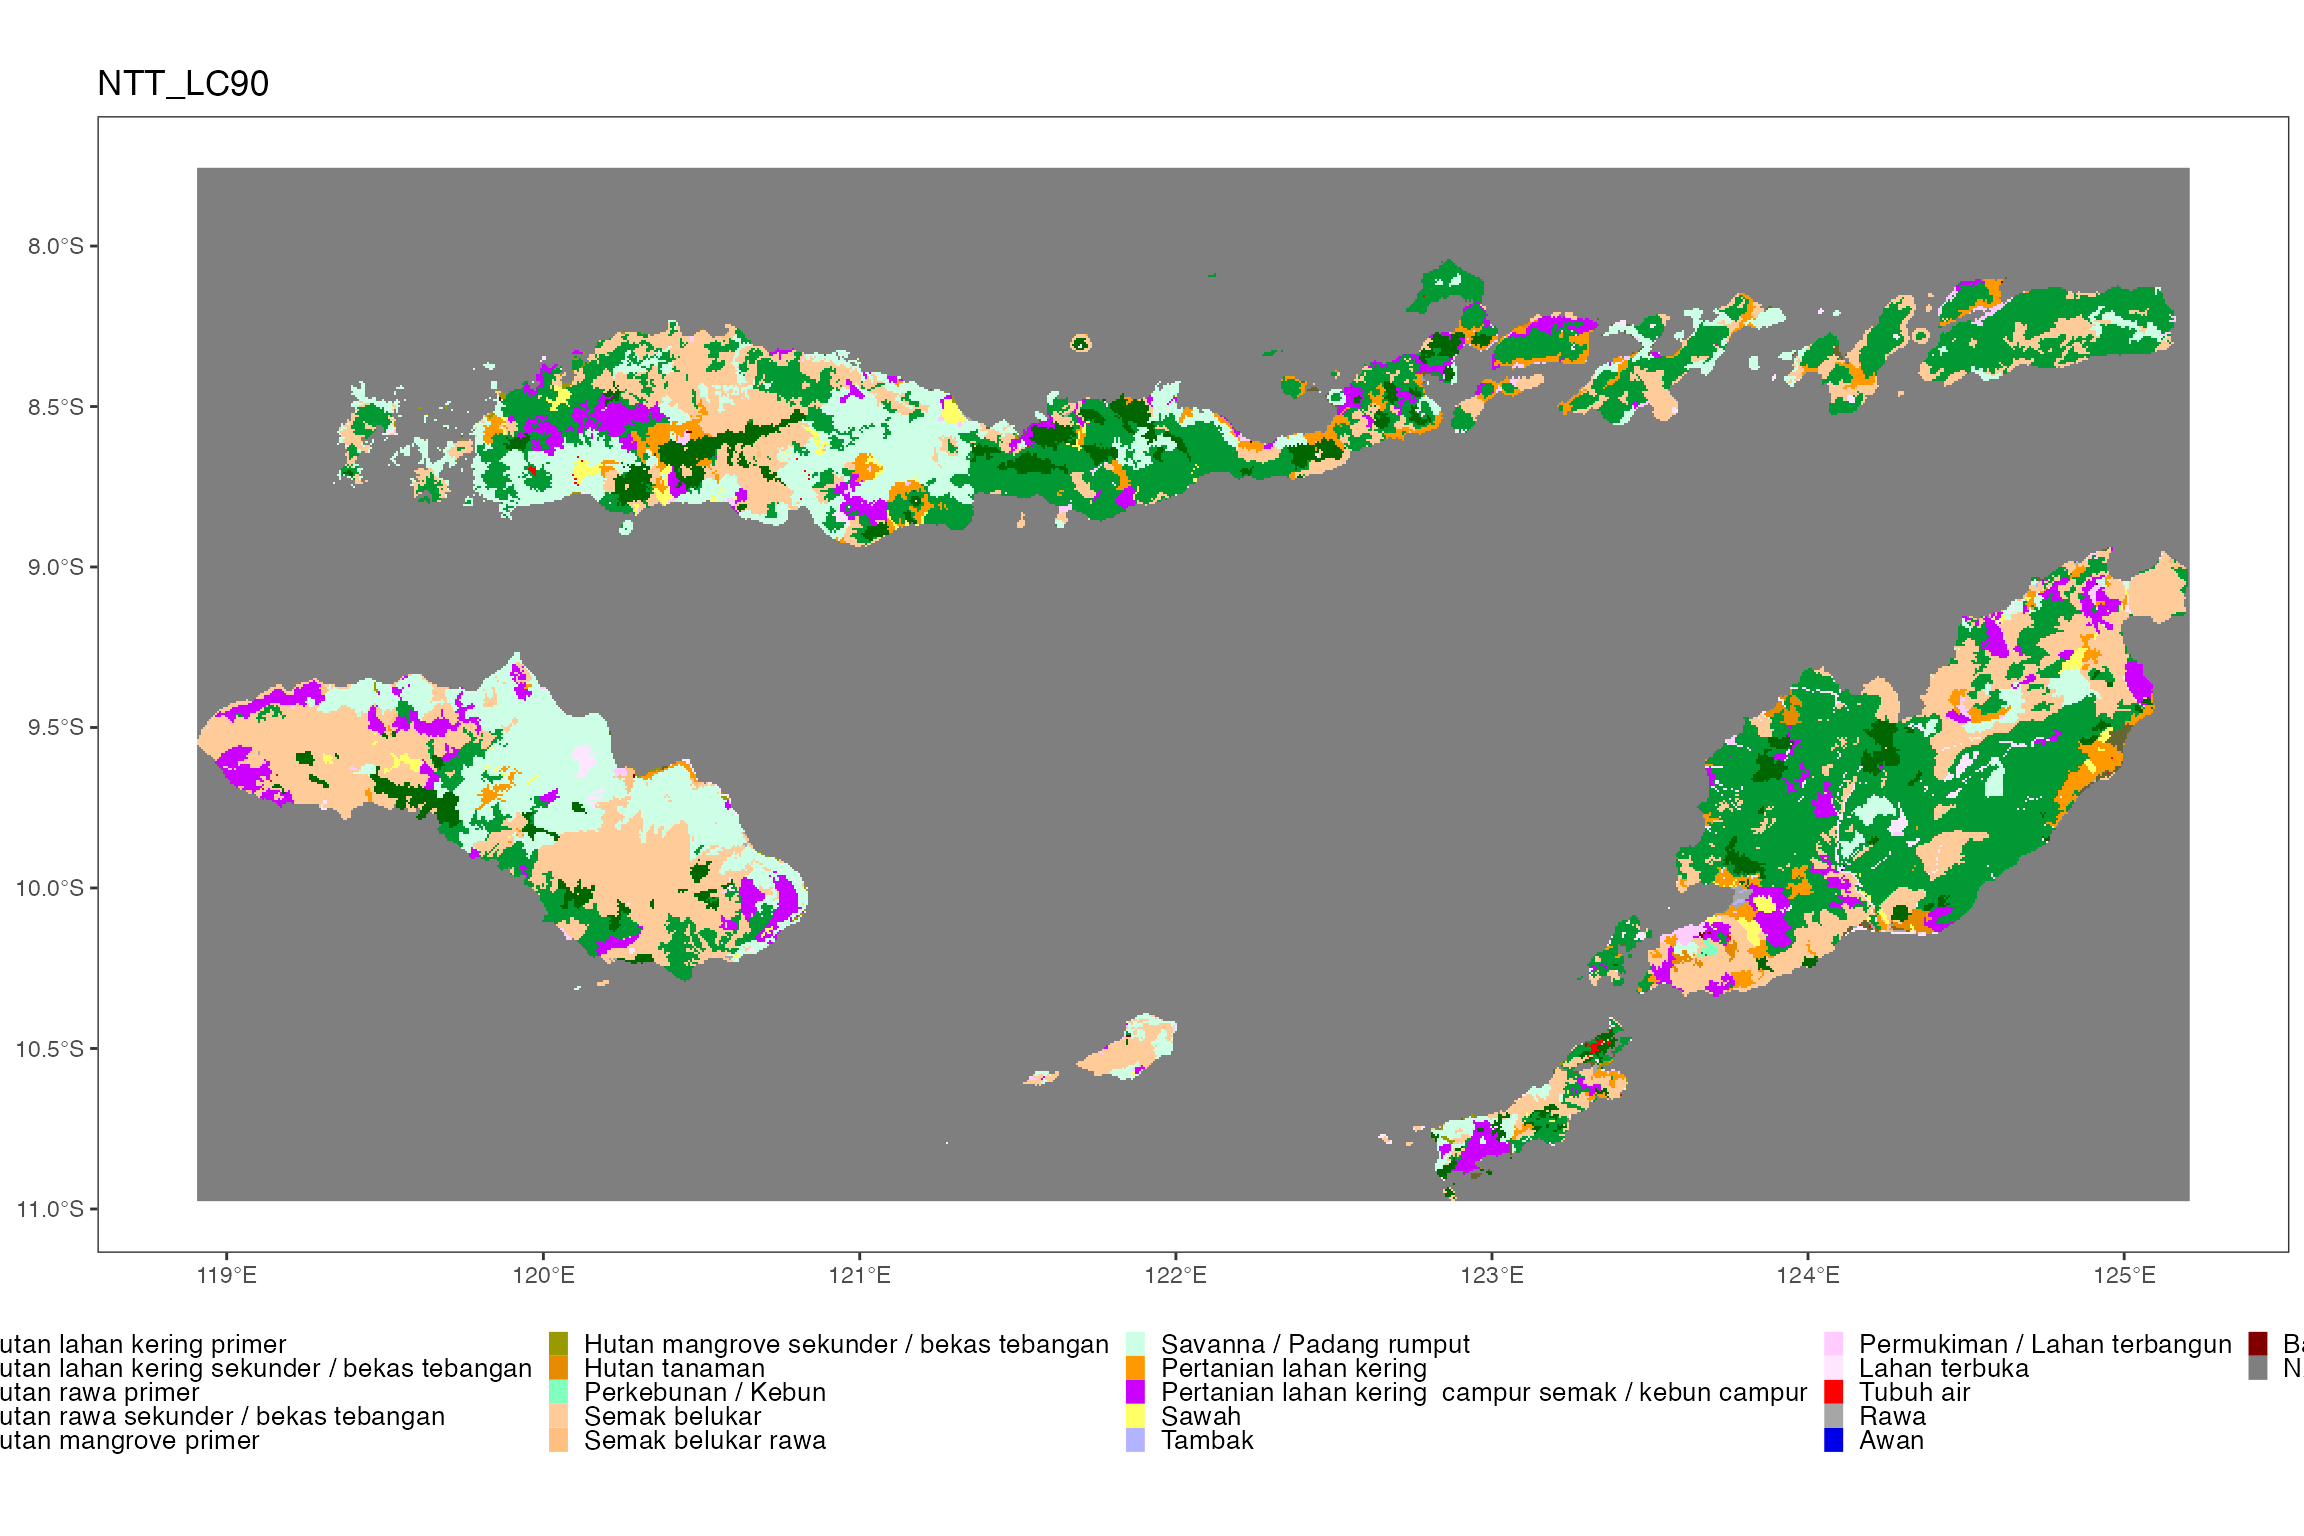 NTT_LC90
8.0°S
8.5°S
9.0°S
9.5°S
10.0°S
10.5°S
11.0°S
119°E 120°E 121°E 122°E 123°E 124°E 125°E
utan lahan kering primer
utan lahan kering sekunder / bekas tebangan
utan rawa primer
utan rawa sekunder / bekas tebangan
utan mangrove primer
Hutan mangrove sekunder / bekas tebangan
Hutan tanaman
Perkebunan / Kebun
Semak belukar
Semak belukar rawa
Savanna / Padang rumput
Pertanian lahan kering
Pertanian lahan kering  campur semak / kebun campur
Sawah
Tambak
Permukiman / Lahan terbangun
Lahan terbuka
Tubuh air
Rawa
Awan